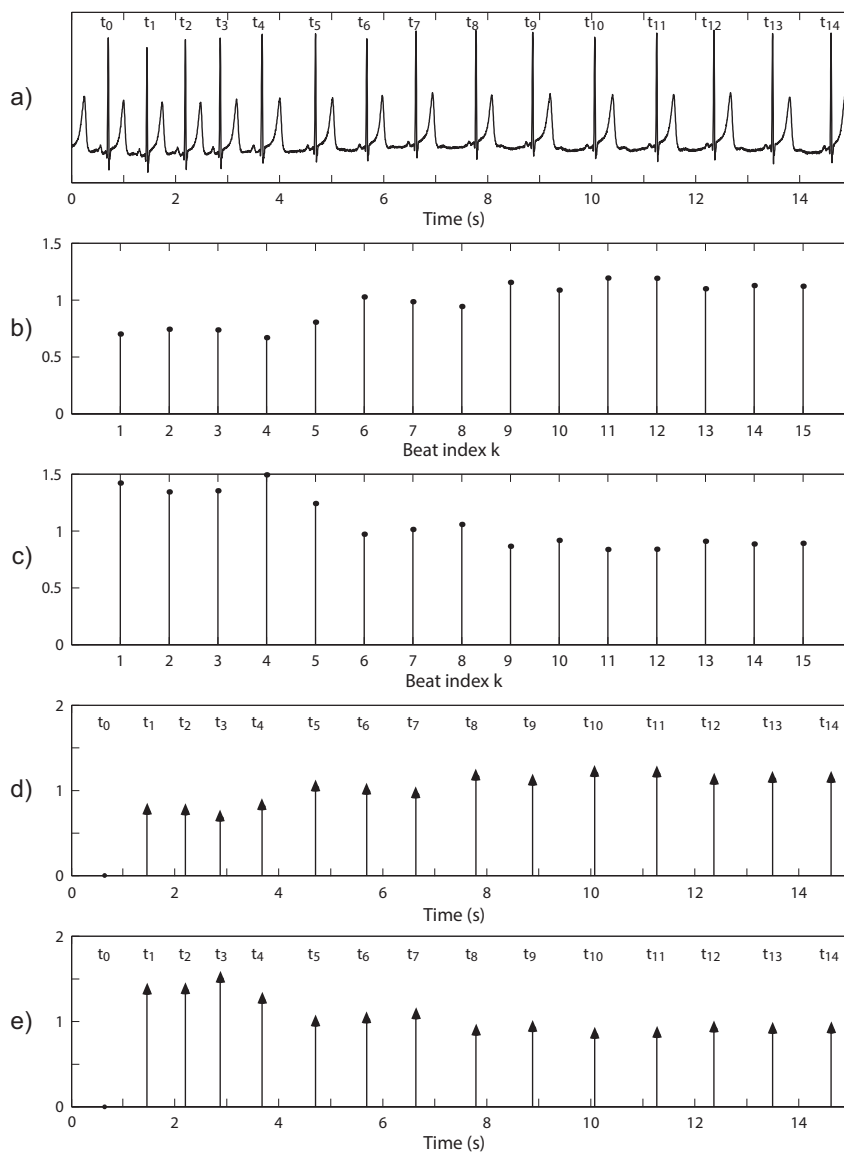 t0 t1 t2 t3 t4 t5 t6 t7 t8 t9 t10 t11 t12 t13 t14
a)
0 2 4 6 8 10 12 14
Time (s)
1.5
1
0.5
0
b)
1 2 3 4 5 6 7 8 9 10 11 12 13 14 15
Beat index k
1.5
1
0.5
0
c)
1 2 3 4 5 6 7 8 9 10 11 12 13 14 15
Beat index k
2
t0 t1 t2 t3 t4 t5 t6 t7 t8 t9 t10 t11 t12 t13 t14
d)
1
0
0 2 4 6 8 10 12 14
Time (s)
2
t0 t1 t2 t3 t4 t5 t6 t7 t8 t9 t10 t11 t12 t13 t14
e)
1
0
0 2 4 6 8 10 12 14
Time (s)